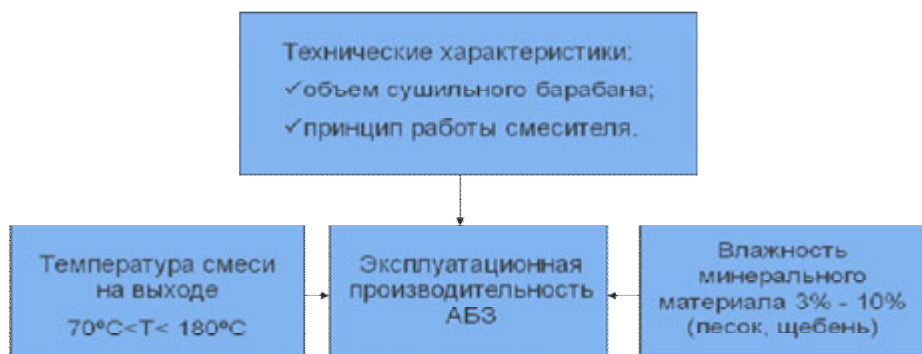 Технические характеристики:
✓объем сушильного барабана;
✓принцип работы смесителя.
Температура смеси
на выходе
70ºС<Т< 180ºС
Эксплуатационная
производительность
АБЗ
Влажность
минерального
материала 3% - 10%
(песок, щебень)